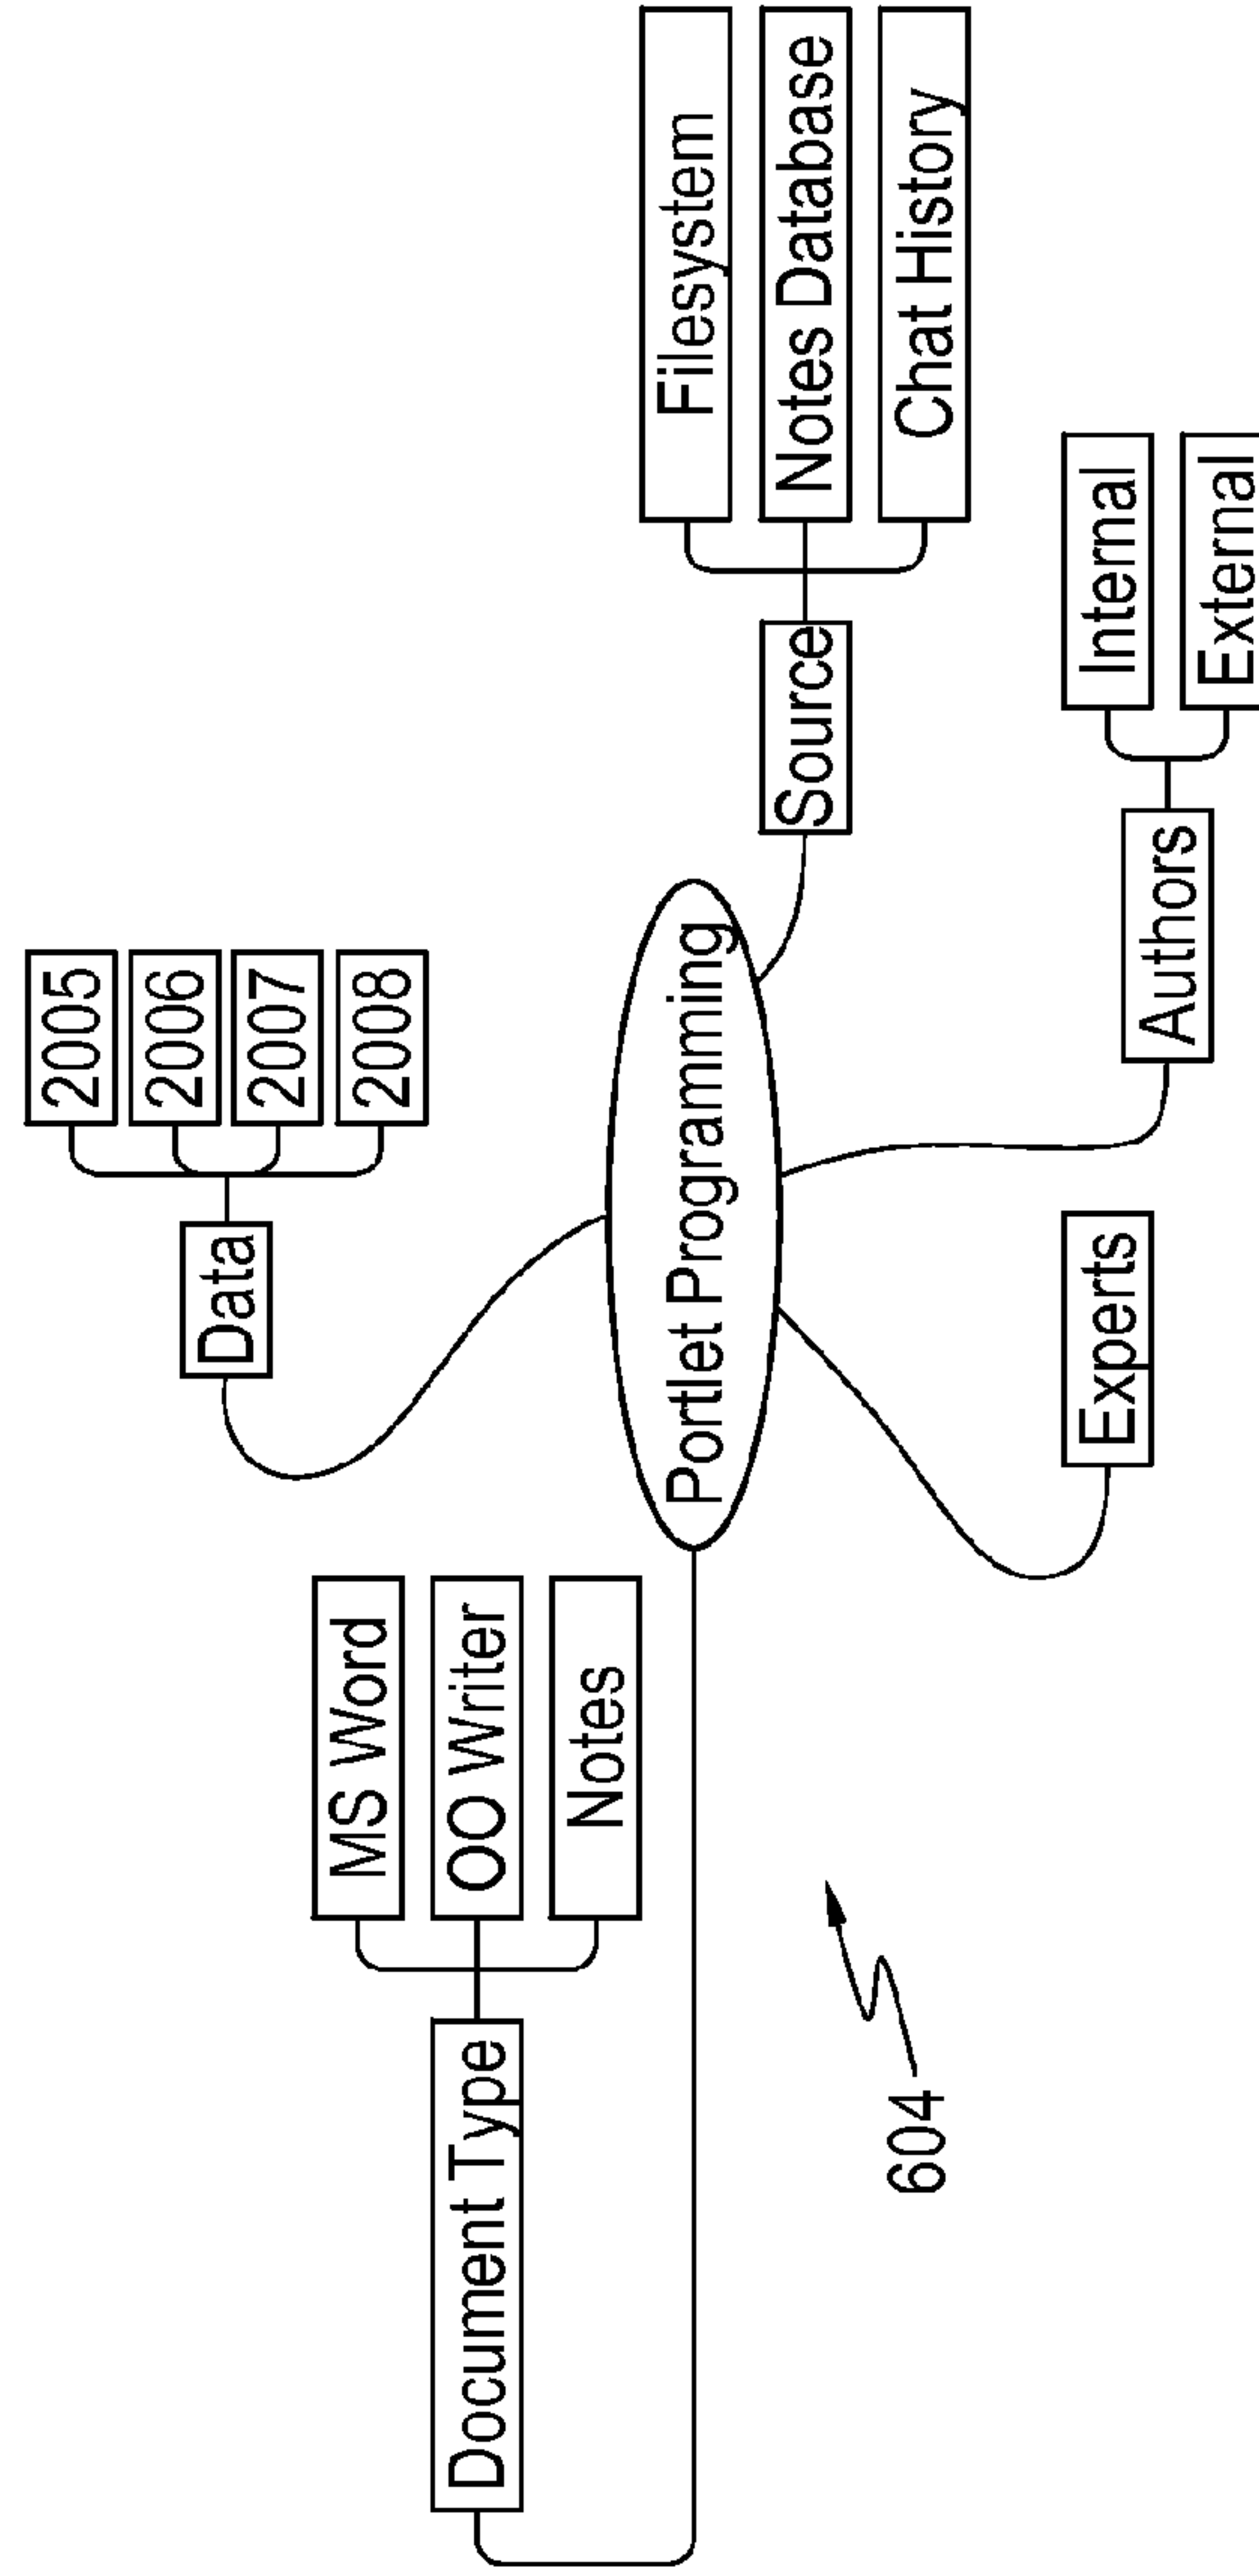 2005
2006
2007
2008
Data
MS Word
OO Writer
Notes
Document Type
Portlet Programming
Filesystem
Notes Database
Chat History
Source
Internal
External
Authors
Experts
604